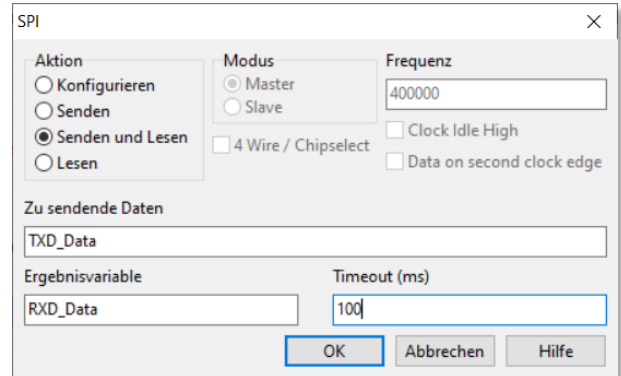 SPI
Aktion
Konfigurieren
Senden
Senden und Lesen
Lesen
Modus
Master
Slave
4 Wire / Chipselect
Frequenz
400000
Clock Idle High
Data on second clock edge
Zu sendende Daten
TXD_Data
Ergebnisvariable
RXD_Data
Timeout (ms)
100
OK
Abbrechen
Hilfe